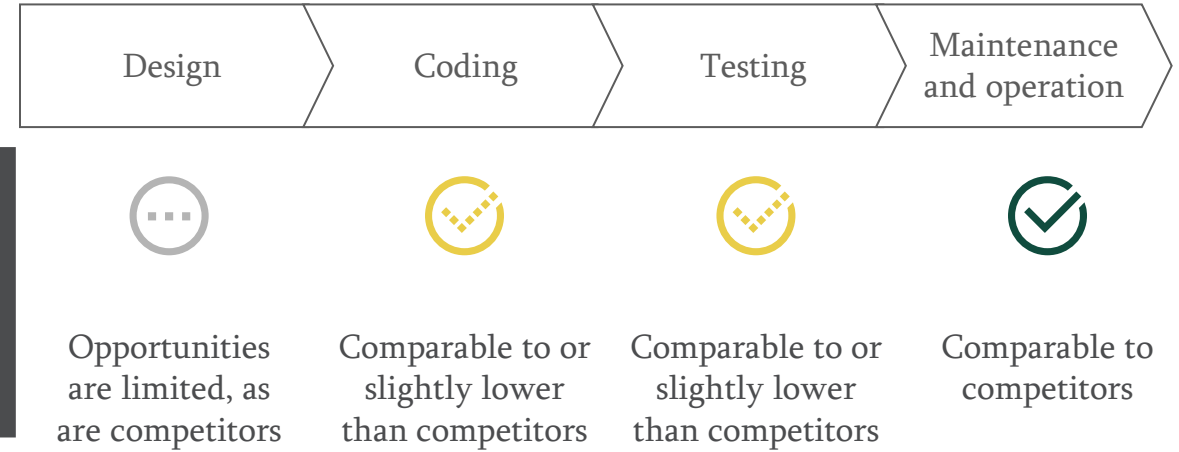 Design
Coding
Testing
Maintenance
and operation
Opportunities
are limited, as
are competitors
Comparable to or
slightly lower
than competitors
Comparable to or
slightly lower
than competitors
Comparable to
competitors